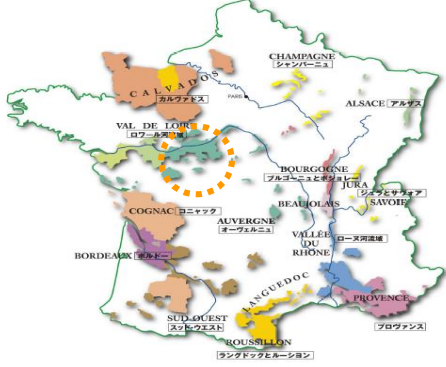 CHAMPAGNE
シャンパーニュ
CALVADOS
カルヴァドス
PARIS
ALSACE アルザス
VAL DE LOIRE
ロワール河流域
BOURGOGNE
ブルゴーニュとボジョレー
JURA
ジュラとサヴォア
SAVOIE
BEAUJOLAIS
COGNAC コニャック
AUVERGNE
オーヴェルニュ
VALLÉE
DU
RHÔNE
ローヌ河流域
BORDEAUX ボルドー
LANGUEDOC
PROVENCE
プロヴァンス
SUD-OUEST
スッド・ウエスト
ROUSSILLON
ラングドックとルーション